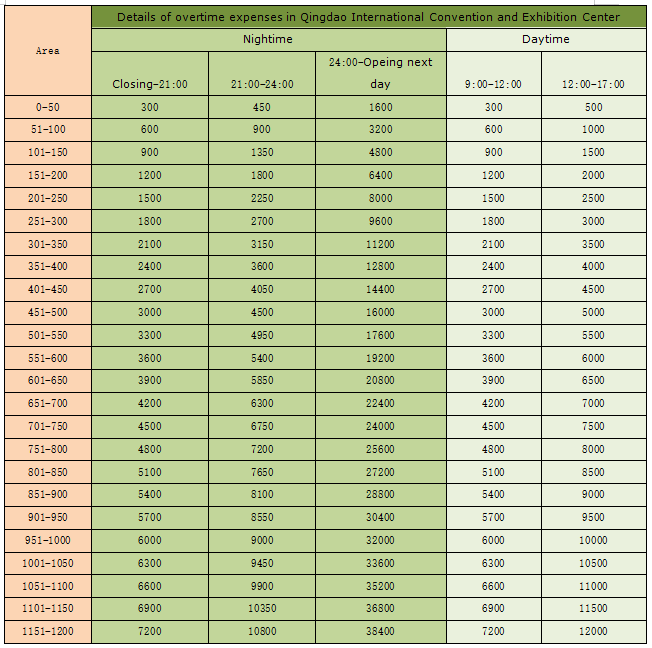 Details of overtime expenses in Qingdao International Convention and Exhibition Center
Area
Nightime
Daytime
Closing-21:00
21:00-24:00
24:00-Opeing next
day
9:00-12:00
12:00-17:00
0-50 300 450 1600 300 500
51-100 600 900 3200 600 1000
101-150 900 1350 4800 900 1500
151-200 1200 1800 6400 1200 2000
201-250 1500 2250 8000 1500 2500
251-300 1800 2700 9600 1800 3000
301-350 2100 3150 11200 2100 3500
351-400 2400 3600 12800 2400 4000
401-450 2700 4050 14400 2700 4500
451-500 3000 4500 16000 3000 5000
501-550 3300 4950 17600 3300 5500
551-600 3600 5400 19200 3600 6000
601-650 3900 5850 20800 3900 6500
651-700 4200 6300 22400 4200 7000
701-750 4500 6750 24000 4500 7500
751-800 4800 7200 25600 4800 8000
801-850 5100 7650 27200 5100 8500
851-900 5400 8100 28800 5400 9000
901-950 5700 8550 30400 5700 9500
951-1000 6000 9000 32000 6000 10000
1001-1050 6300 9450 33600 6300 10500
1051-1100 6600 9900 35200 6600 11000
1101-1150 6900 10350 36800 6900 11500
1151-1200 7200 10800 38400 7200 12000